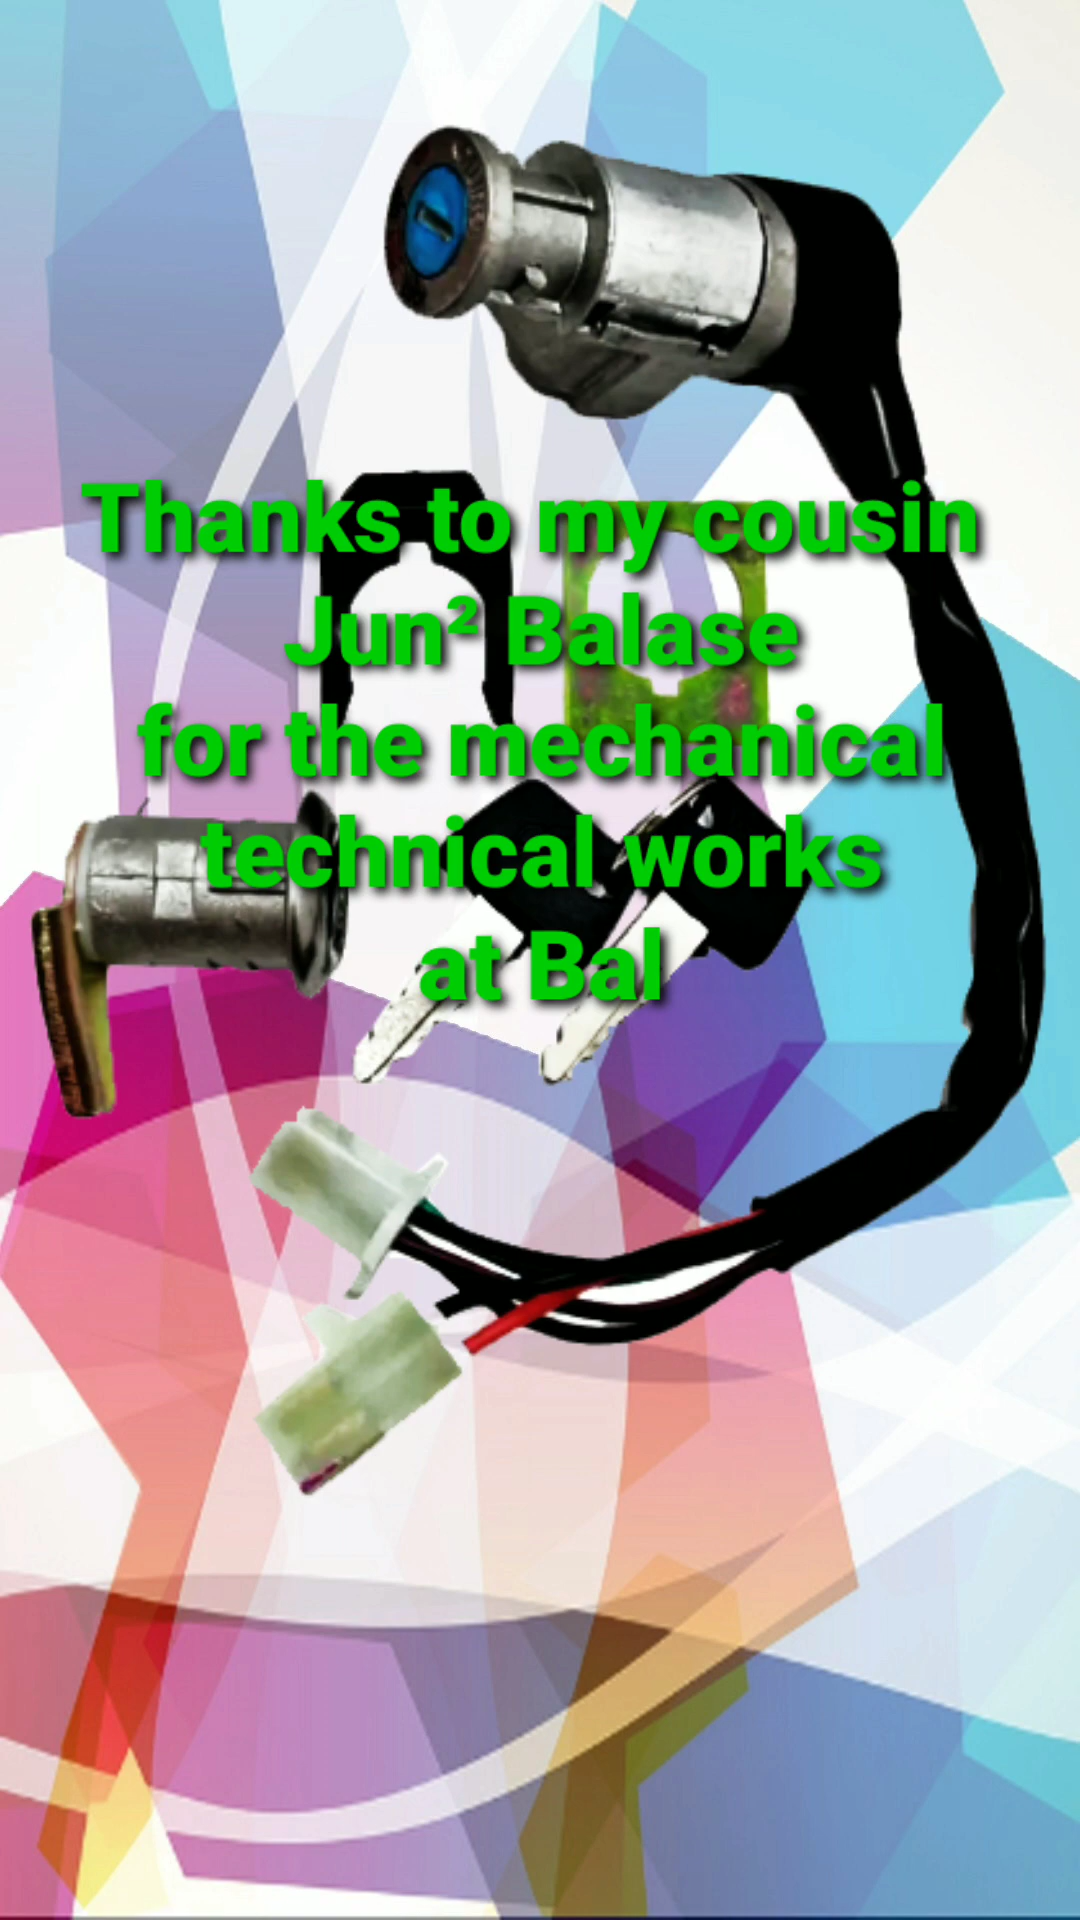 Thanks to my cousin
Jun² Balase
for the mechanical
technical works
at Bal